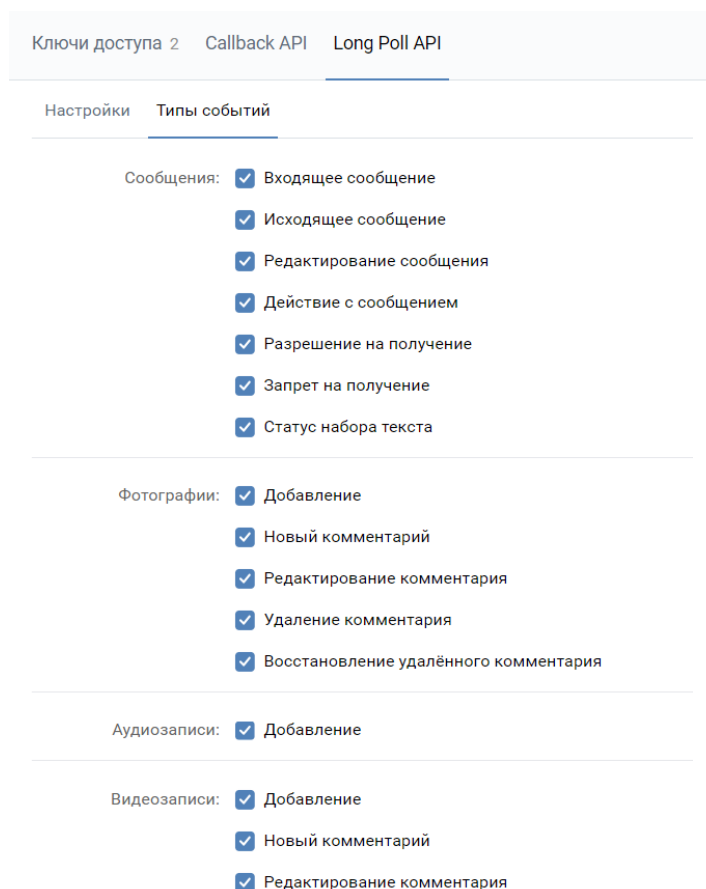 Ключи доступа 2 Callback API Long Poll API
Настройки Типы событий
Сообщения: Входящее сообщение
Исходящее сообщение
Редактирование сообщения
Действие с сообщением
Разрешение на получение
Запрет на получение
Статус набора текста
Фотографии: Добавление
Новый комментарий
Редактирование комментария
Удаление комментария
Восстановление удалённого комментария
Аудиозаписи: Добавление
Видеозаписи: Добавление
Новый комментарий
Редактирование комментария